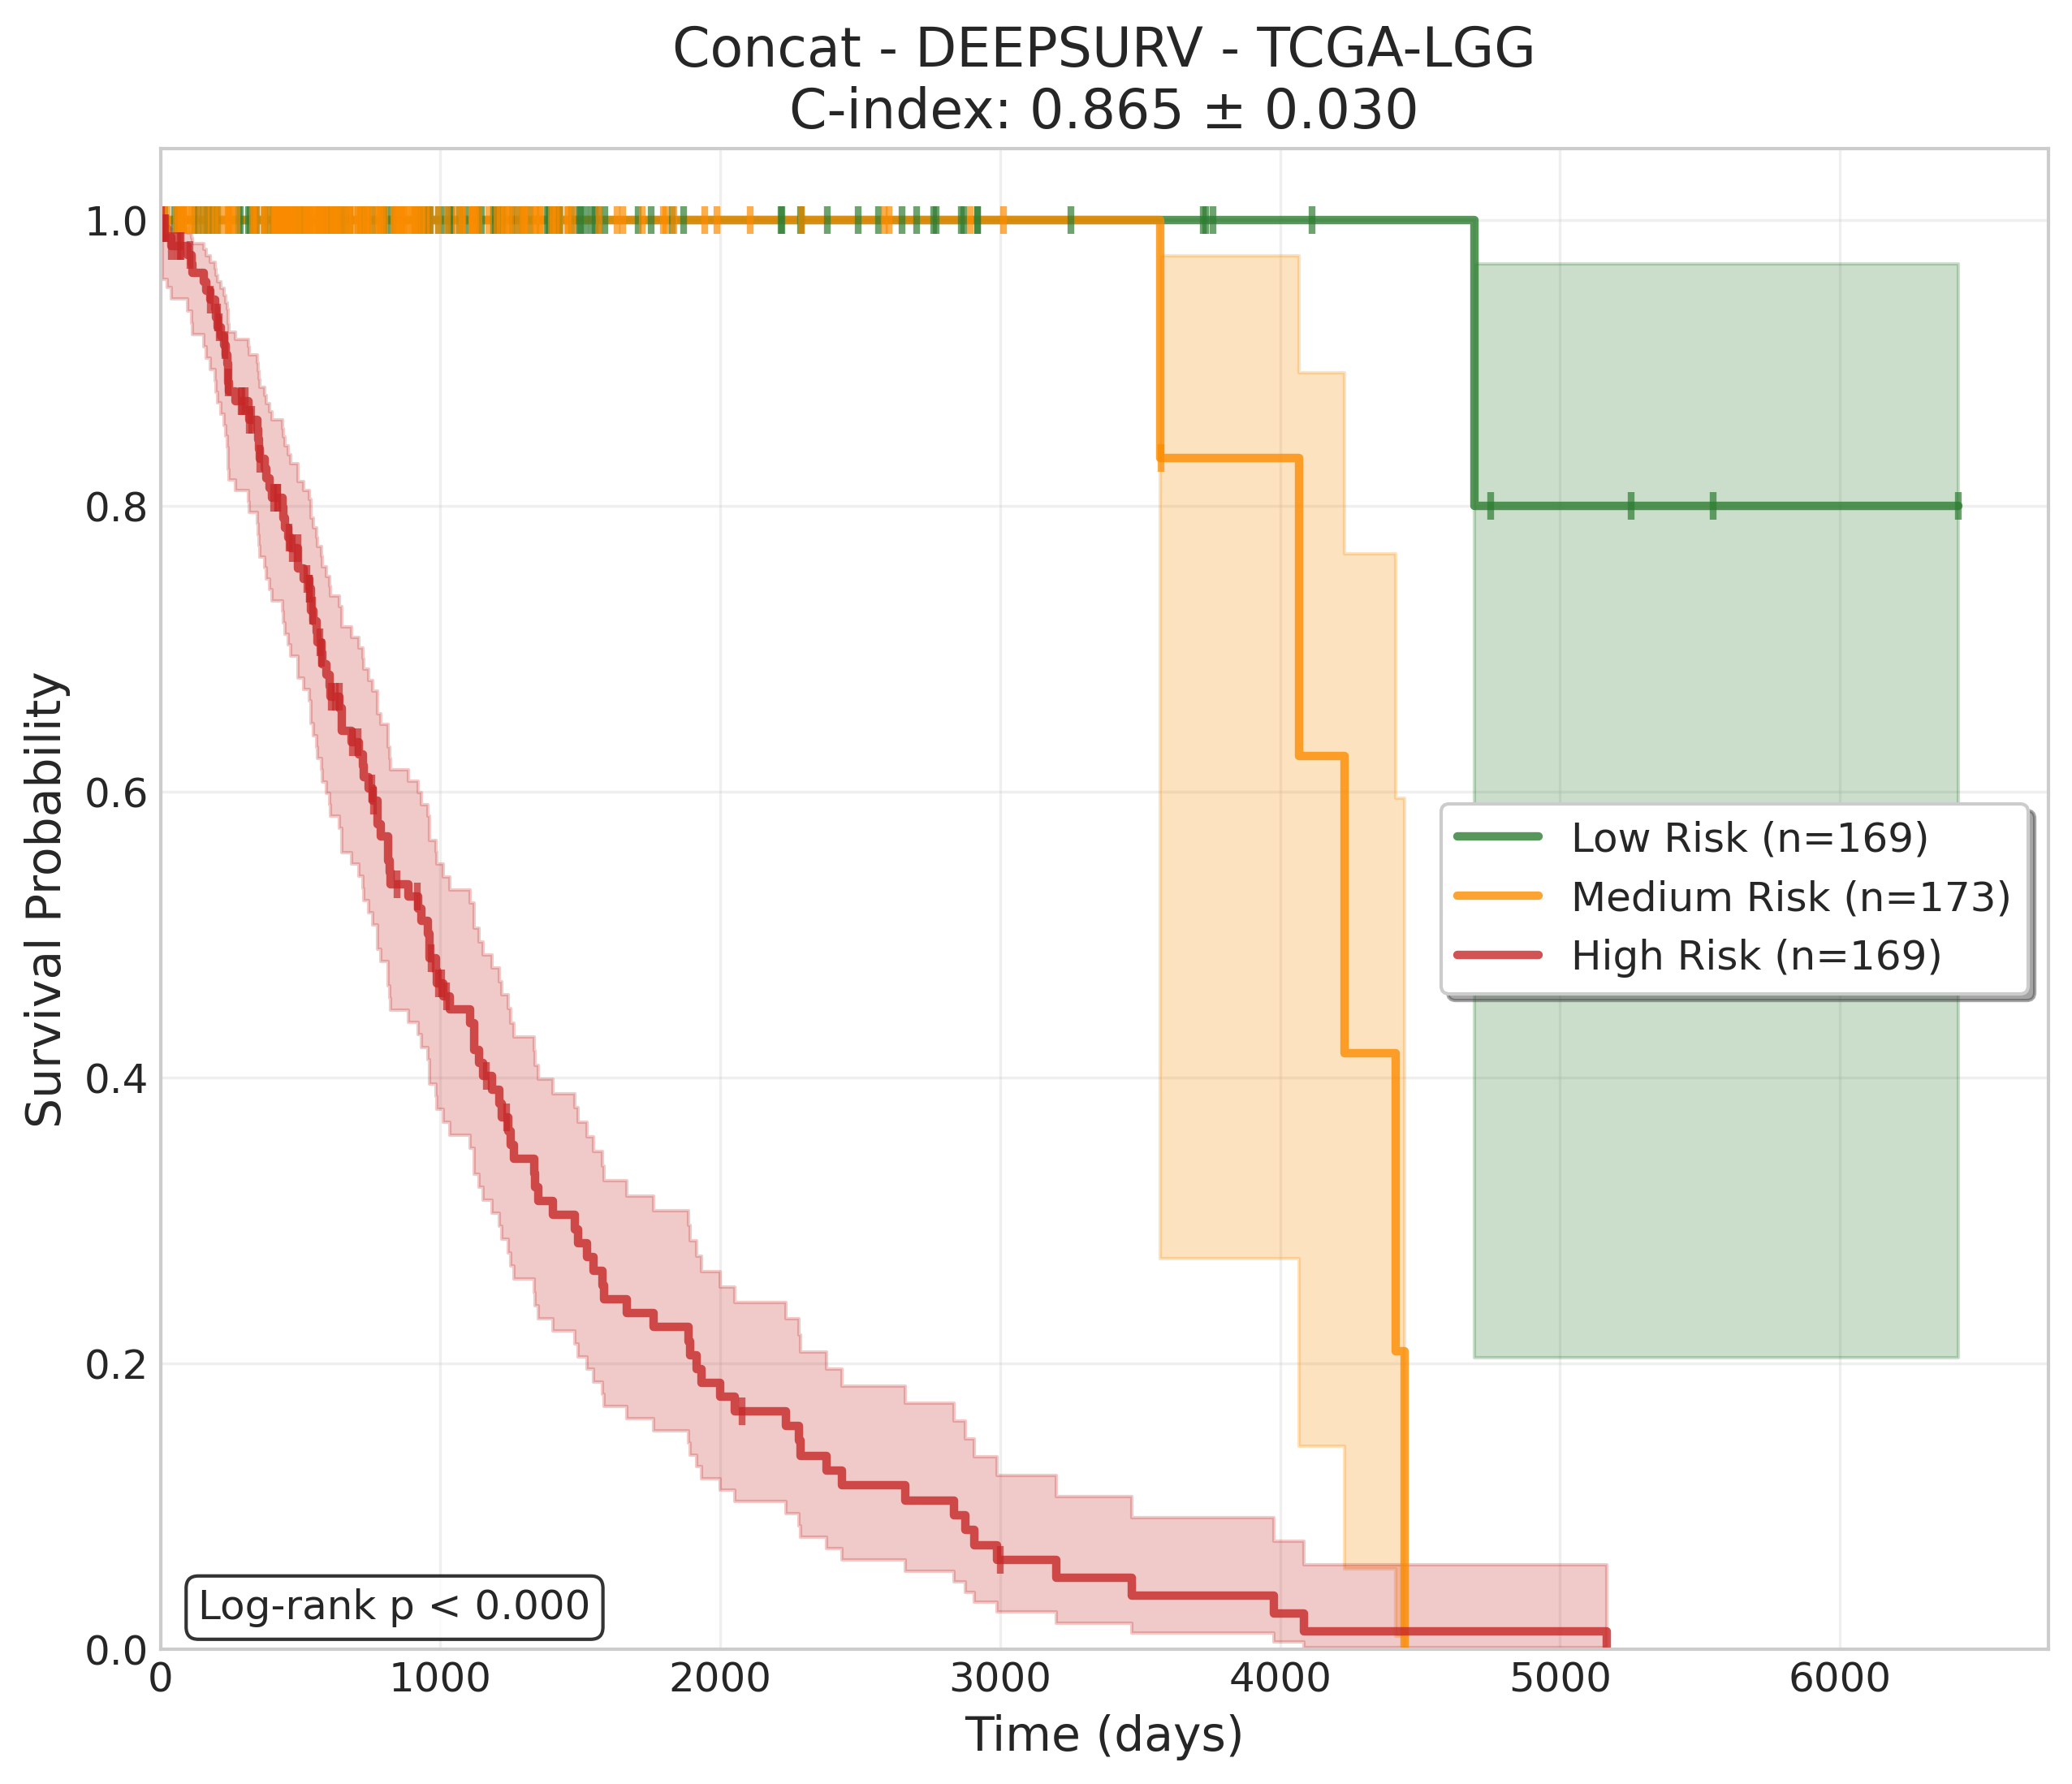 Concat - DEEPSURV - TCGA-LGG
C-index: 0.865 ± 0.030
Survival Probability
1.0
0.8
0.6
0.4
0.2
0.0
Low Risk (n=169)
Medium Risk (n=173)
High Risk (n=169)
Log-rank p < 0.000
0 1000 2000 3000 4000 5000 6000
Time (days)